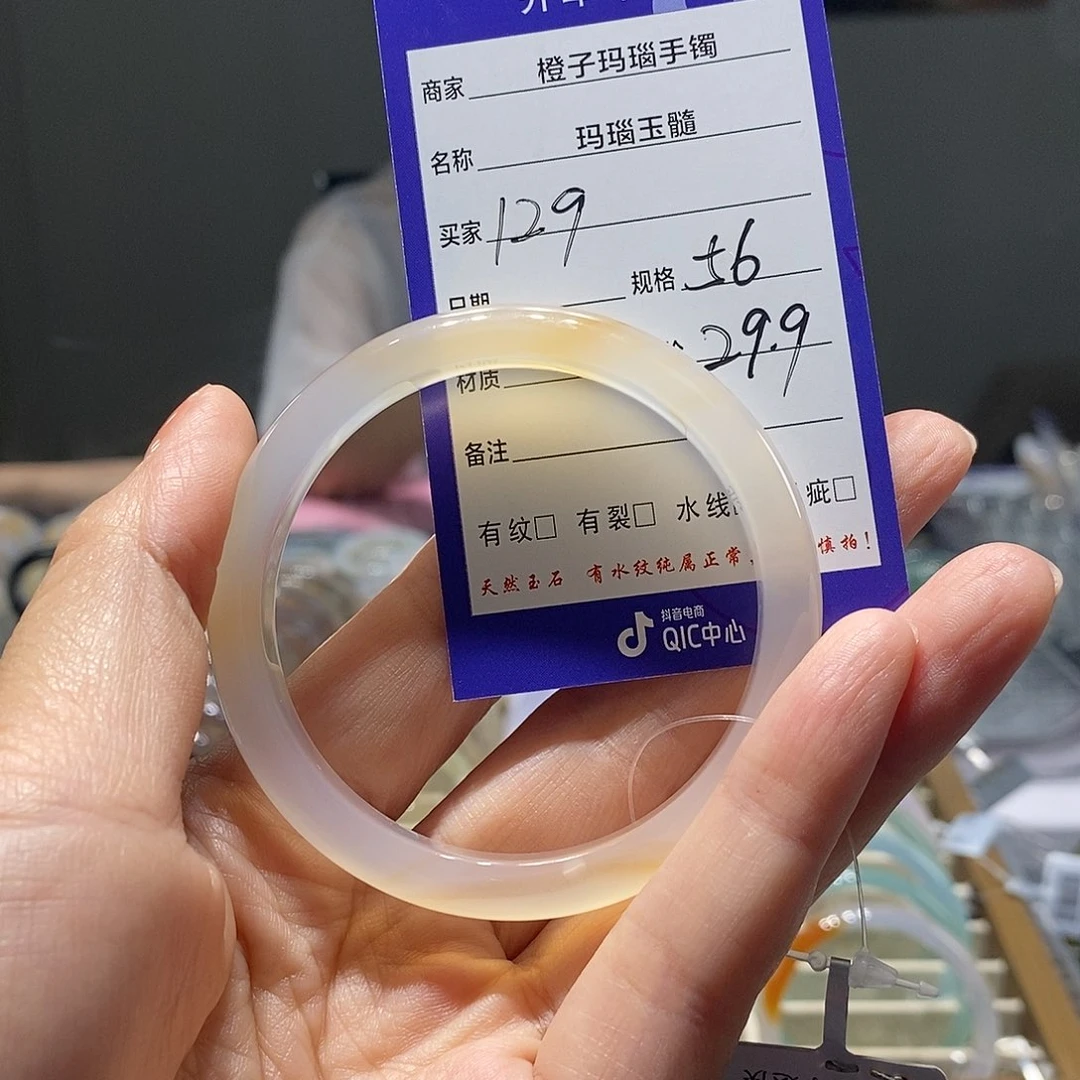 商家 橙子玛瑙手镯
名称 玛瑙玉髓
买家 129
日期 规格 56
29.9
材质
备注
有纹□ 有裂□ 水线 疵□
天然玉石 有水纹纯属正常 慎拍!
抖音电商
QIC中心